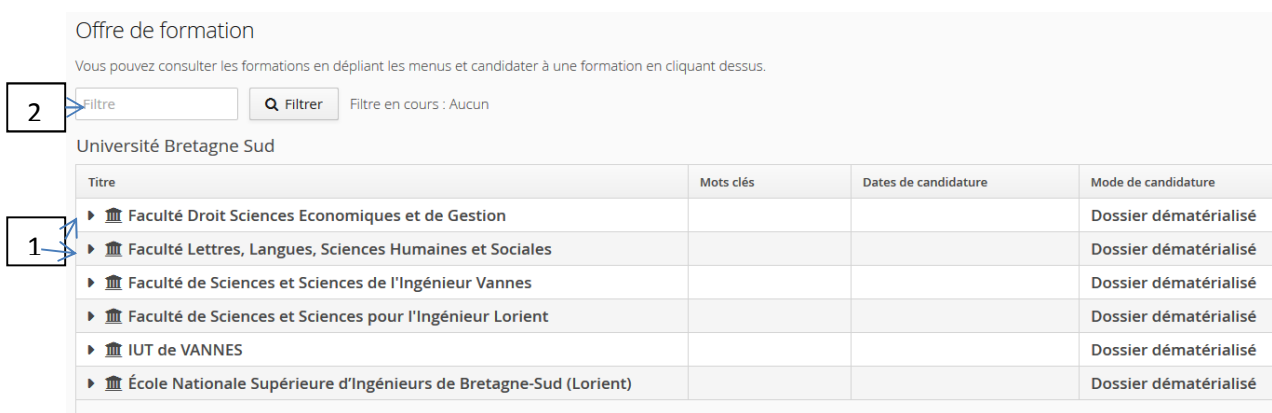 Offre de formation
Vous pouvez consulter les formations en dépliant les menus et candidater à une formation en cliquant dessus.
2
Filtre Filtrer Filtre en cours : Aucun
Université Bretagne Sud
Titre Mots clés Dates de candidature Mode de candidature
Faculté Droit Sciences Economiques et de Gestion Dossier dématérialisé
1
Faculté Lettres, Langues, Sciences Humaines et Sociales Dossier dématérialisé
Faculté de Sciences et Sciences de l'Ingénieur Vannes Dossier dématérialisé
Faculté de Sciences et Sciences pour l'Ingénieur Lorient Dossier dématérialisé
IUT de VANNES Dossier dématérialisé
École Nationale Supérieure d’Ingénieurs de Bretagne-Sud (Lorient) Dossier dématérialisé